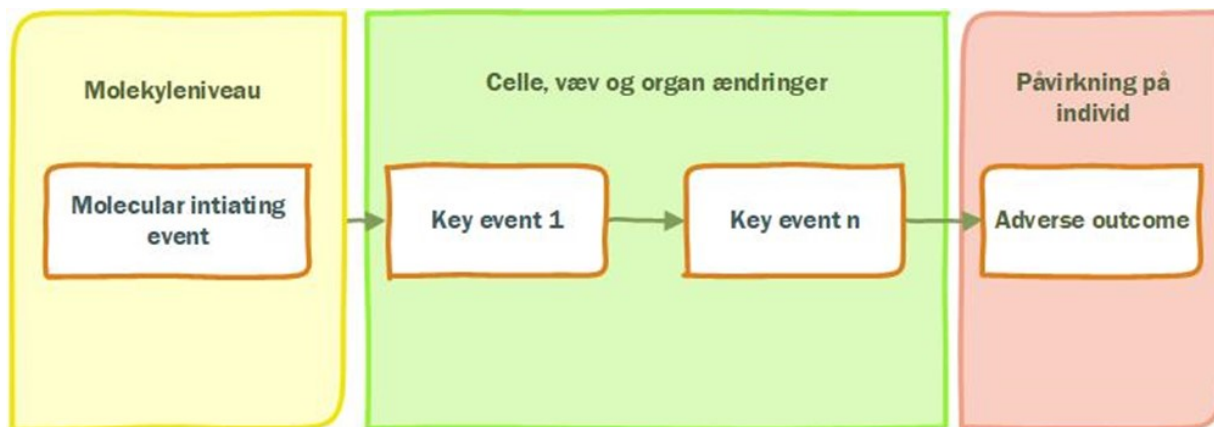 Molekyleniveau
Molecular intiating
event
Celle, væv og organ ændringer
Key event 1
Key event n
Påvirkning på
individ
Adverse outcome